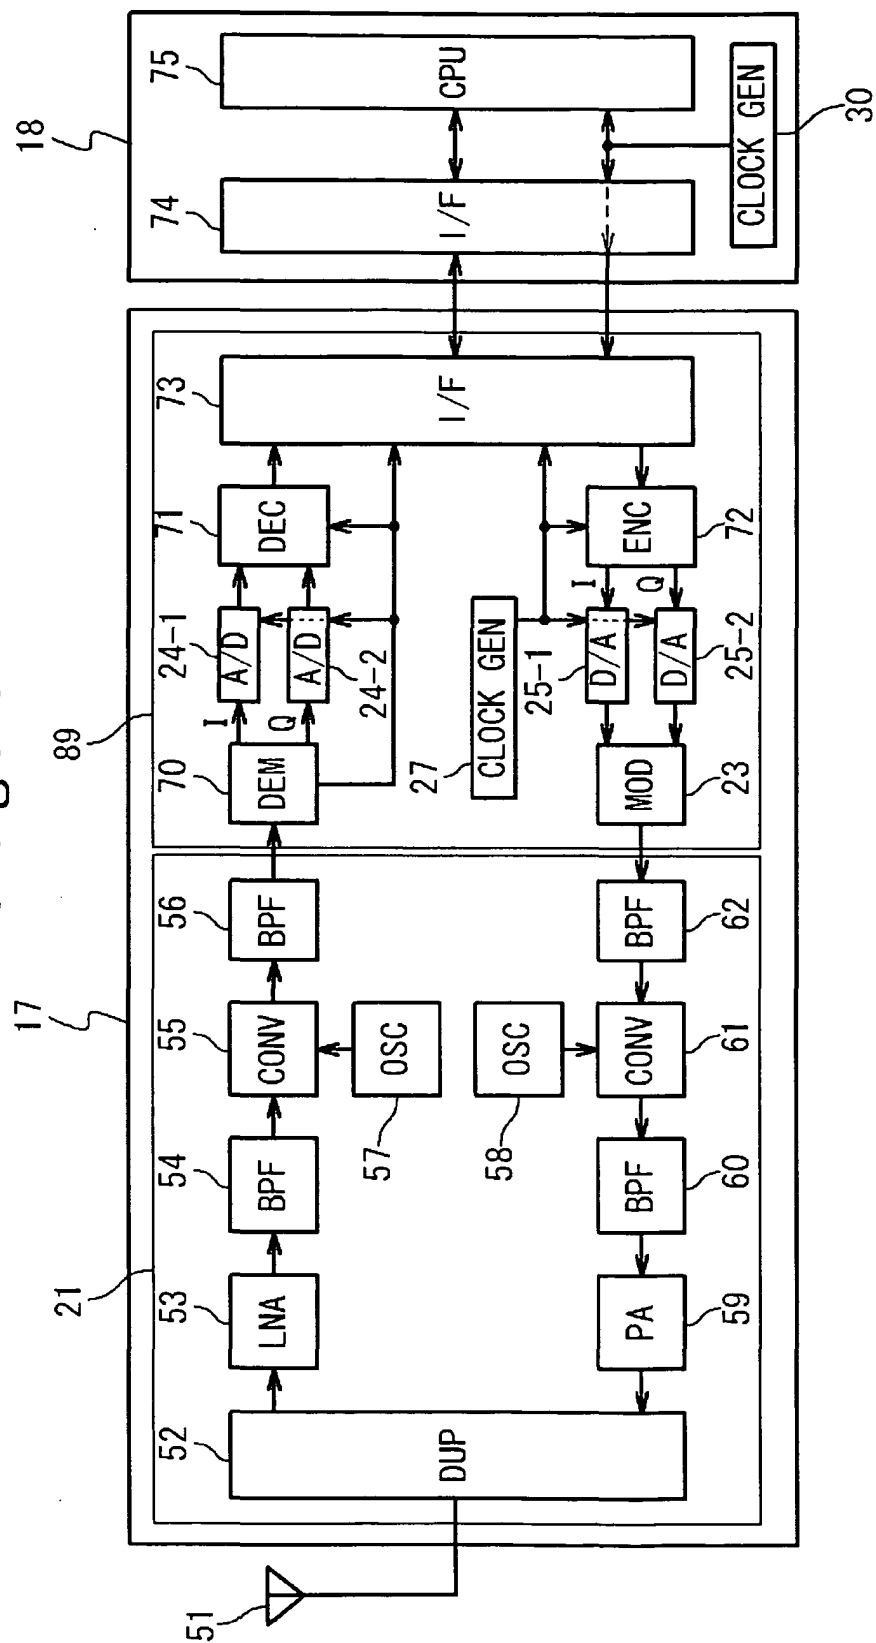 17
18
21
89
51
52
53
54
55
56
70
24-1
71
73
74
75
I
A/D
LNA
BPF
CONV
BPF
DEM
DEC
Q
A/D
24-2
57
OSC
DUP
I/F
I/F
CPU
27
CLOCK GEN
58
OSC
25-1
I
D/A
PA
BPF
CONV
BPF
MOD
ENC
Q
D/A
59
60
61
62
23
25-2
72
CLOCK GEN
30